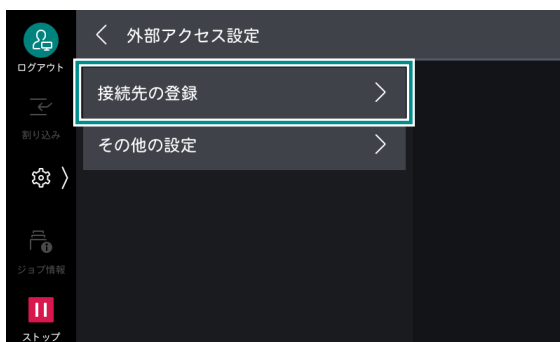 外部アクセス設定
ログアウト
接続先の登録
割り込み
その他の設定
ジョブ情報
ストップ